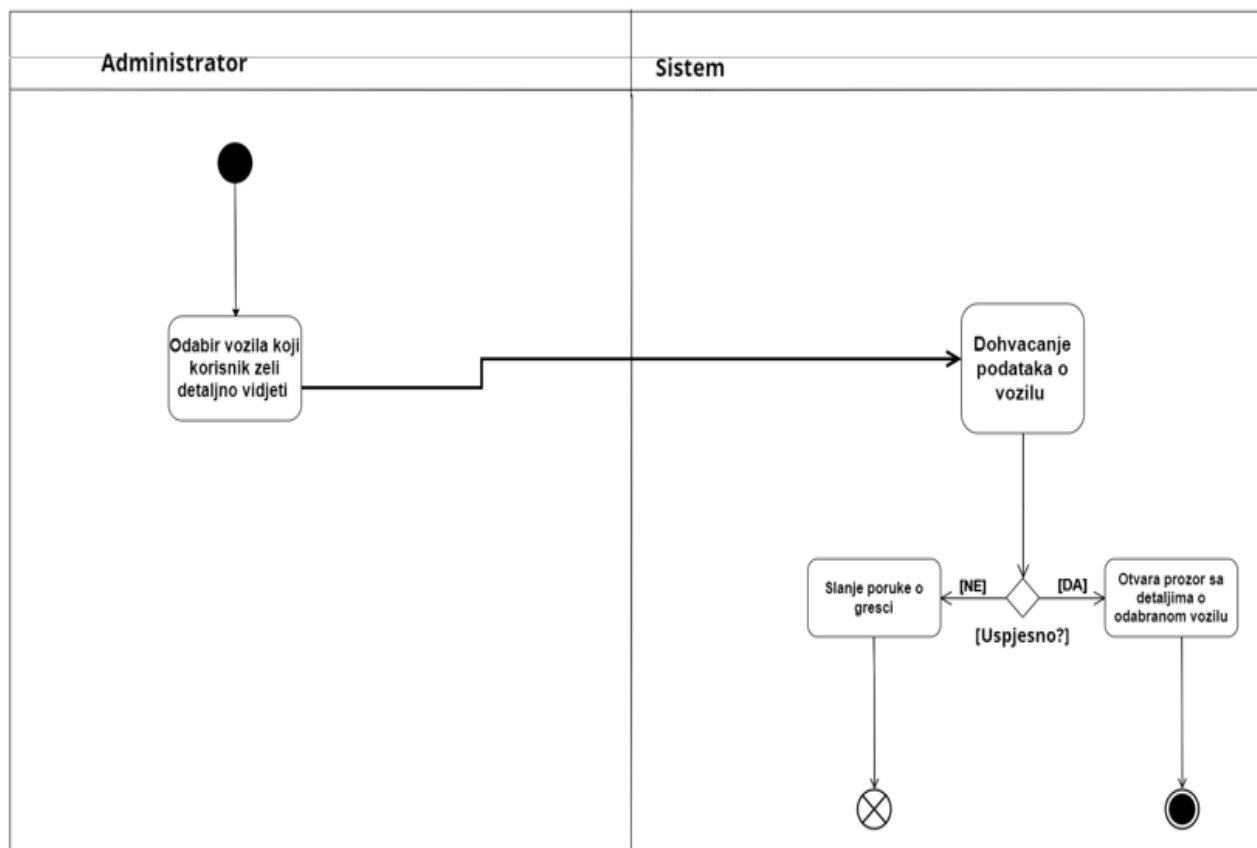 Administrator
Sistem
Odabir vozila koji
korisnik zeli
detaljno vidjeti
Dohvacanje
podataka o
vozilu
Slanje poruke o
gresci
[NE]
[DA]
[Uspjesno?]
Otvara prozor sa
detaljima o
odabranom vozilu